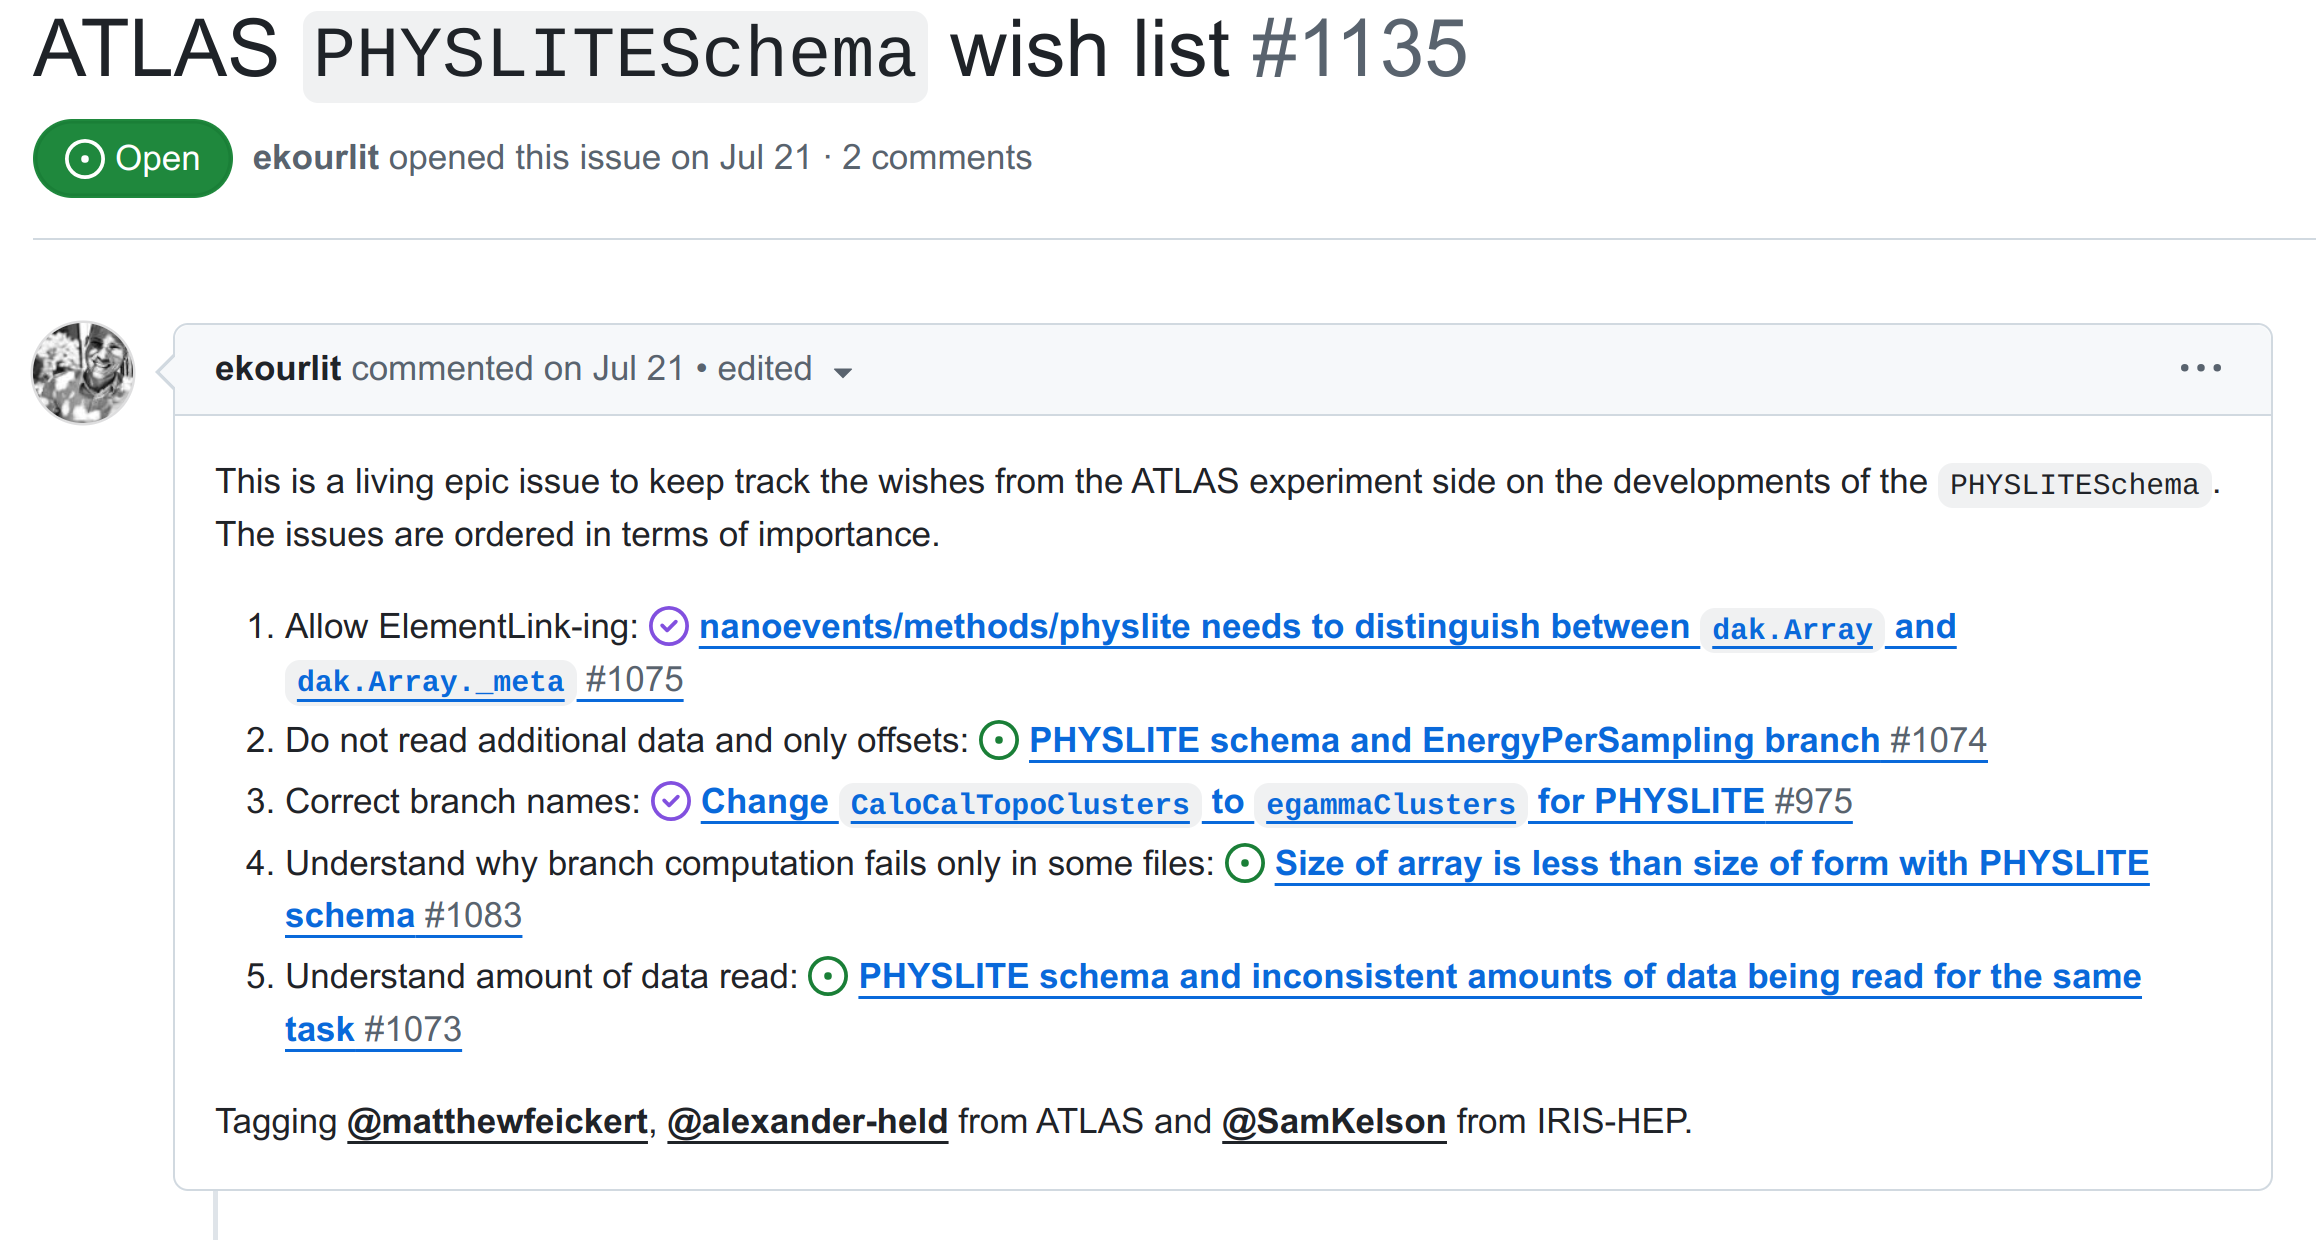 ATLAS PHYSLITESchema wish list #1135
Open ekourlit opened this issue on Jul 21 · 2 comments
ekourlit commented on Jul 21 • edited
This is a living epic issue to keep track the wishes from the ATLAS experiment side on the developments of the PHYSLITESchema.
The issues are ordered in terms of importance.
1. Allow ElementLink-ing: nanoevents/methods/physlite needs to distinguish between dak.Array and
dak.Array._meta #1075
2. Do not read additional data and only offsets: PHYSLITE schema and EnergyPerSampling branch #1074
3. Correct branch names: Change CaloCalTopoClusters to egammaClusters for PHYSLITE #975
4. Understand why branch computation fails only in some files: Size of array is less than size of form with PHYSLITE
schema #1083
5. Understand amount of data read: PHYSLITE schema and inconsistent amounts of data being read for the same
task #1073
Tagging @matthewfeickert, @alexander-held from ATLAS and @SamKelson from IRIS-HEP.